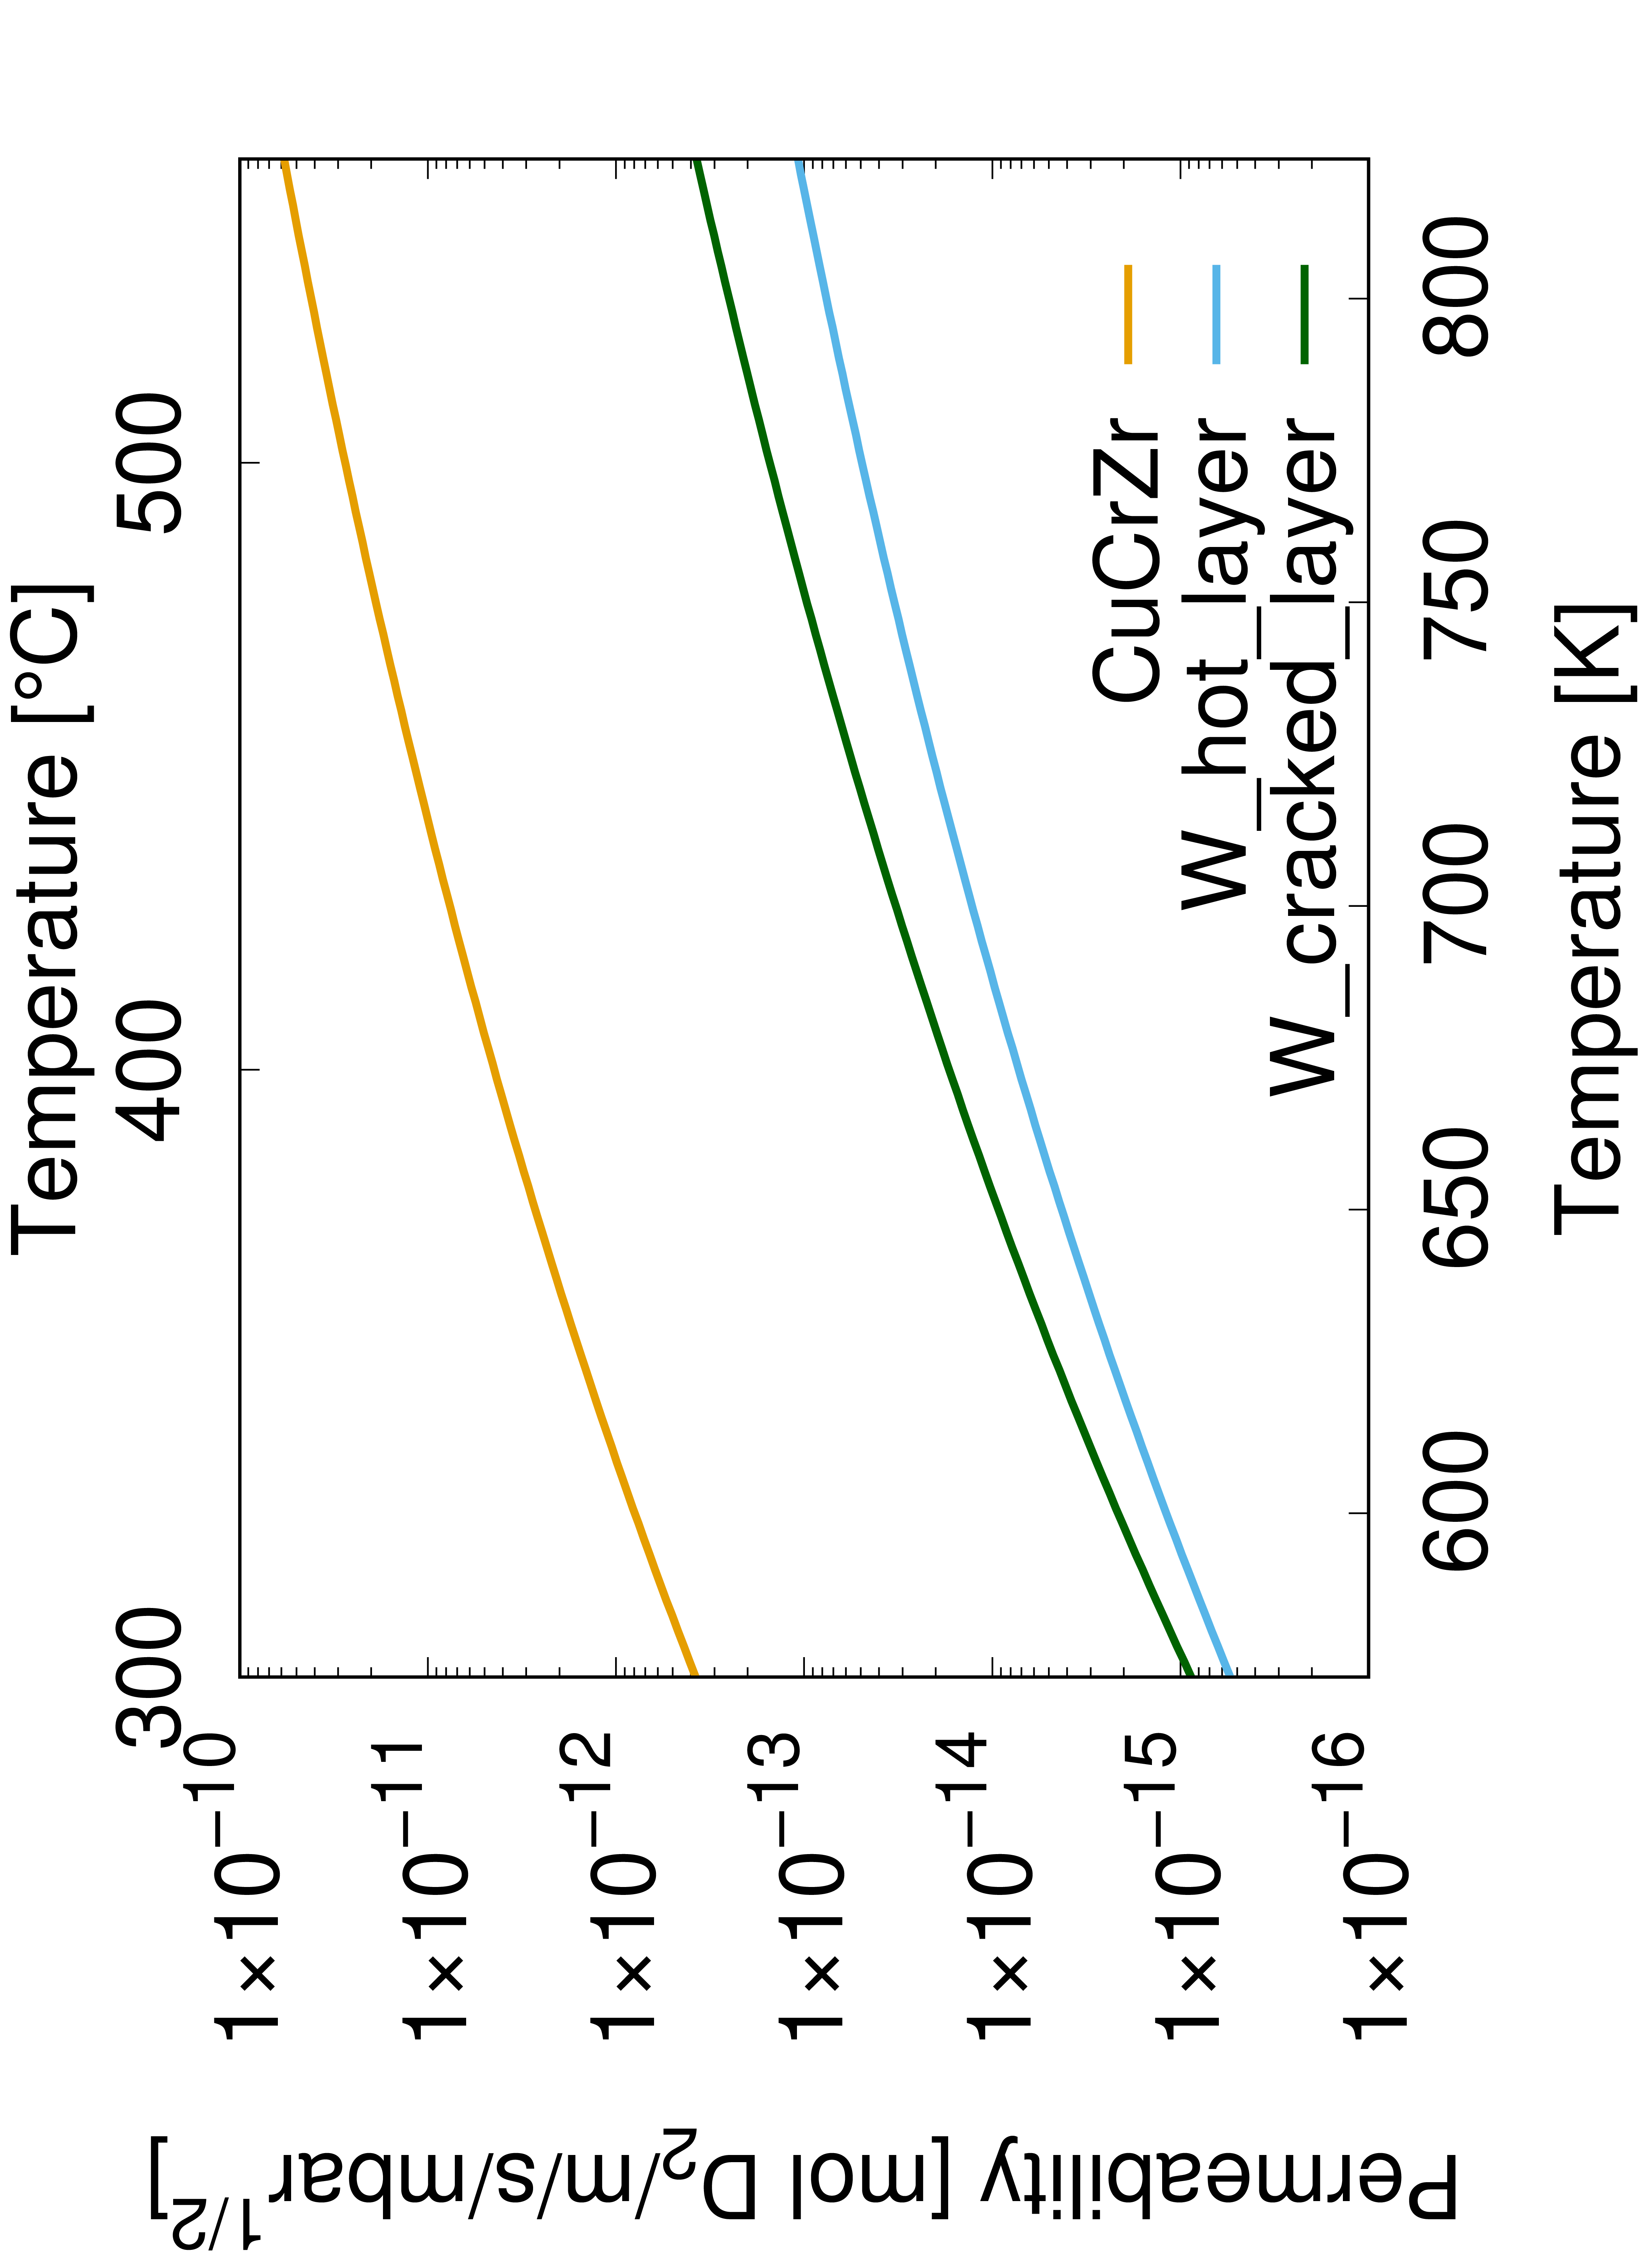 Temperature [°C]
300 400 500
1×10⁻¹⁰
1×10⁻¹¹
1×10⁻¹²
1×10⁻¹³
1×10⁻¹⁴
1×10⁻¹⁵
1×10⁻¹⁶
Permeability [mol D₂/m/s/mbar¹/²]
CuCrZr
W_hot_layer
W_cracked_layer
600 650 700 750 800
Temperature [K]